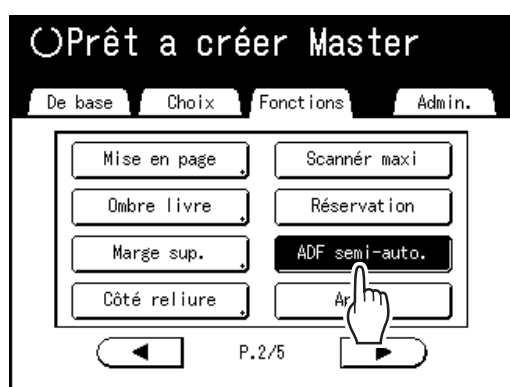 Prêt a créer Master
De base Choix Fonctions Admin.
Mise en page Scannér maxi
Ombre livre Réservation
Marge sup. ADF semi-auto.
Côté reliure
P.2/5